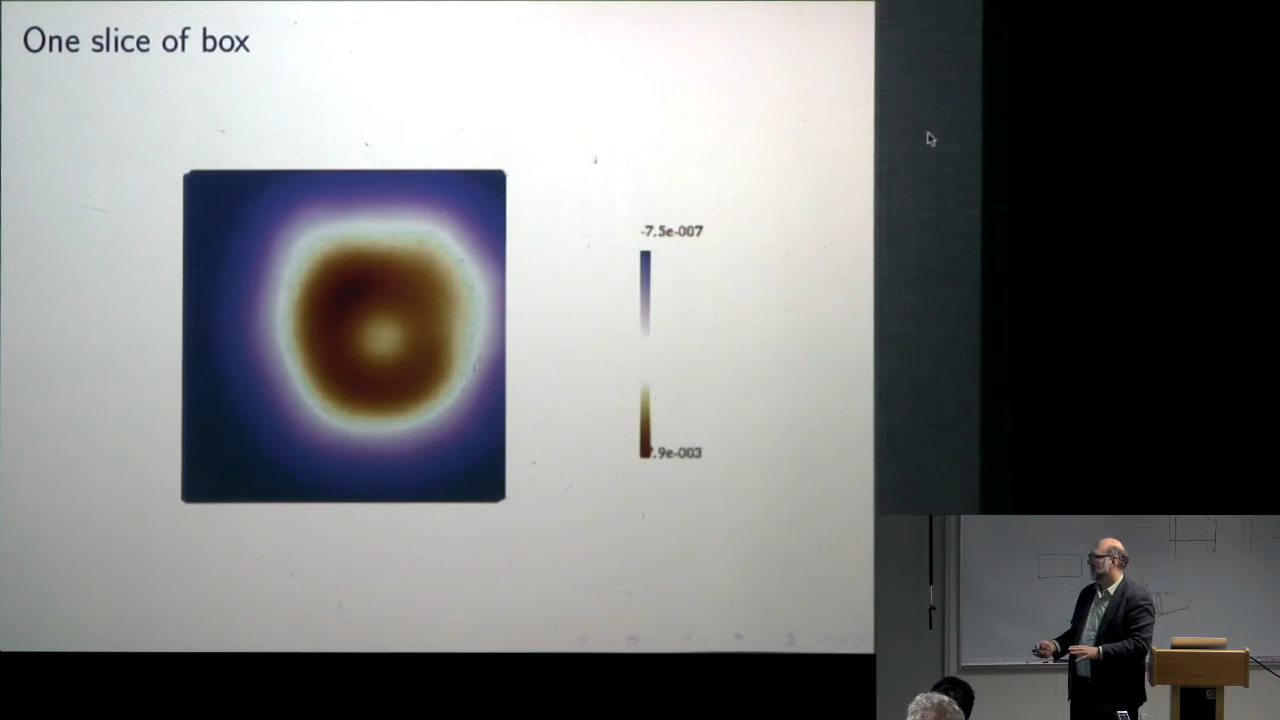 One slice of box
-7.5e-007
.9e-003